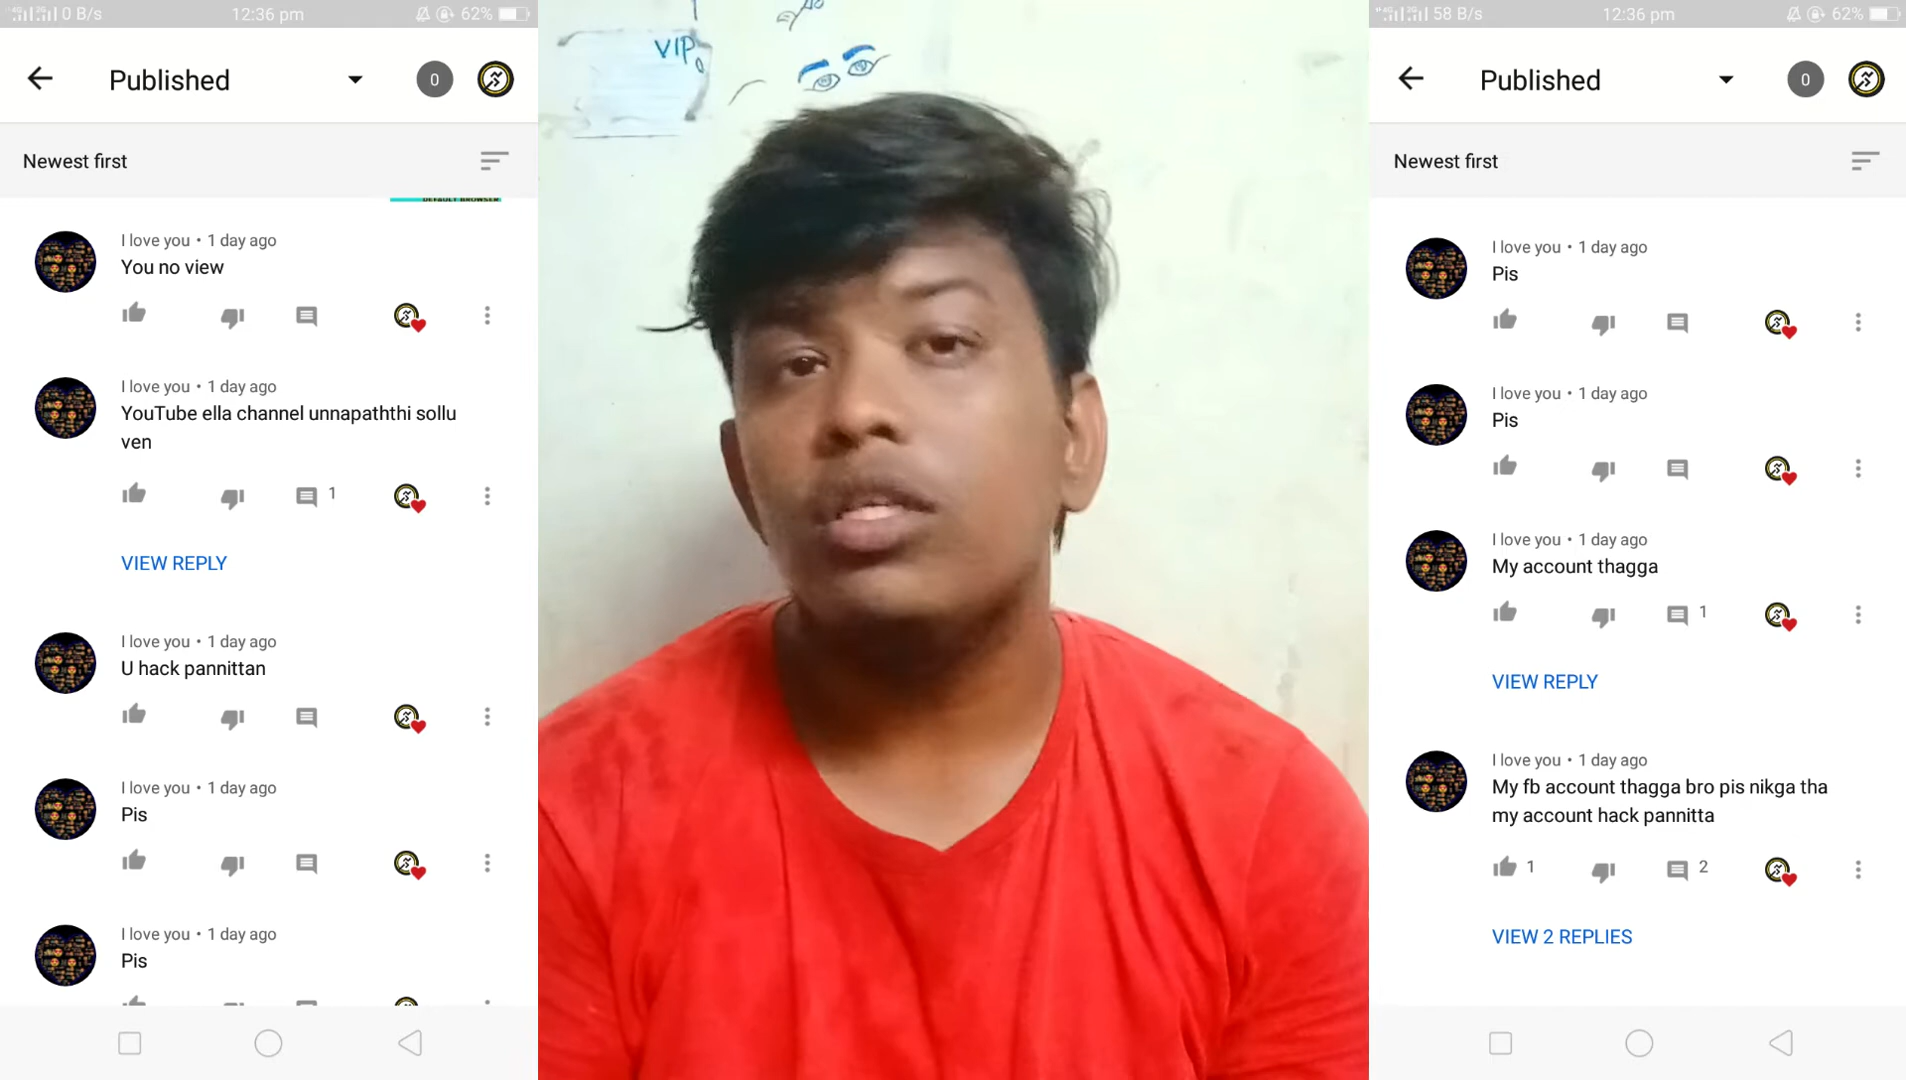 0 B/s 12:36 pm 62%
Published 0
Newest first
DEFAULT BROWSER
I love you • 1 day ago
You no view
I love you • 1 day ago
YouTube ella channel unnapaththi sollu
ven
1
VIEW REPLY
I love you • 1 day ago
U hack pannittan
I love you • 1 day ago
Pis
I love you • 1 day ago
Pis
VIP
58 B/s 12:36 pm 62%
Published 0
Newest first
I love you • 1 day ago
Pis
I love you • 1 day ago
Pis
I love you • 1 day ago
My account thagga
1
VIEW REPLY
I love you • 1 day ago
My fb account thagga bro pis nikga tha
my account hack pannitta
1 2
VIEW 2 REPLIES